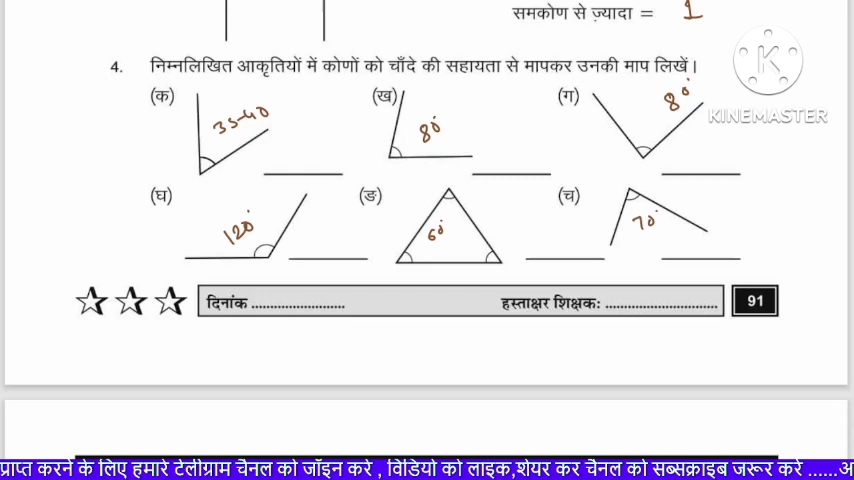 समकोण से ज़्यादा = 1
4. निम्नलिखित आकृतियों में कोणों को चाँदे की सहायता से मापकर उनकी माप लिखें।
(क) 35-40 (ख) 80° (ग) 80°
K
KINEMASTER
(घ) 120° (ङ) 60° (च) 70°
दिनांक ......................... हस्ताक्षर शिक्षक: ............................. 91
प्राप्त करने के लिए हमारे टेलीग्राम चैनल को जॉइन करे , विडियो को लाइक,शेयर कर चैनल को सब्सक्राइब जरूर करे ......अ